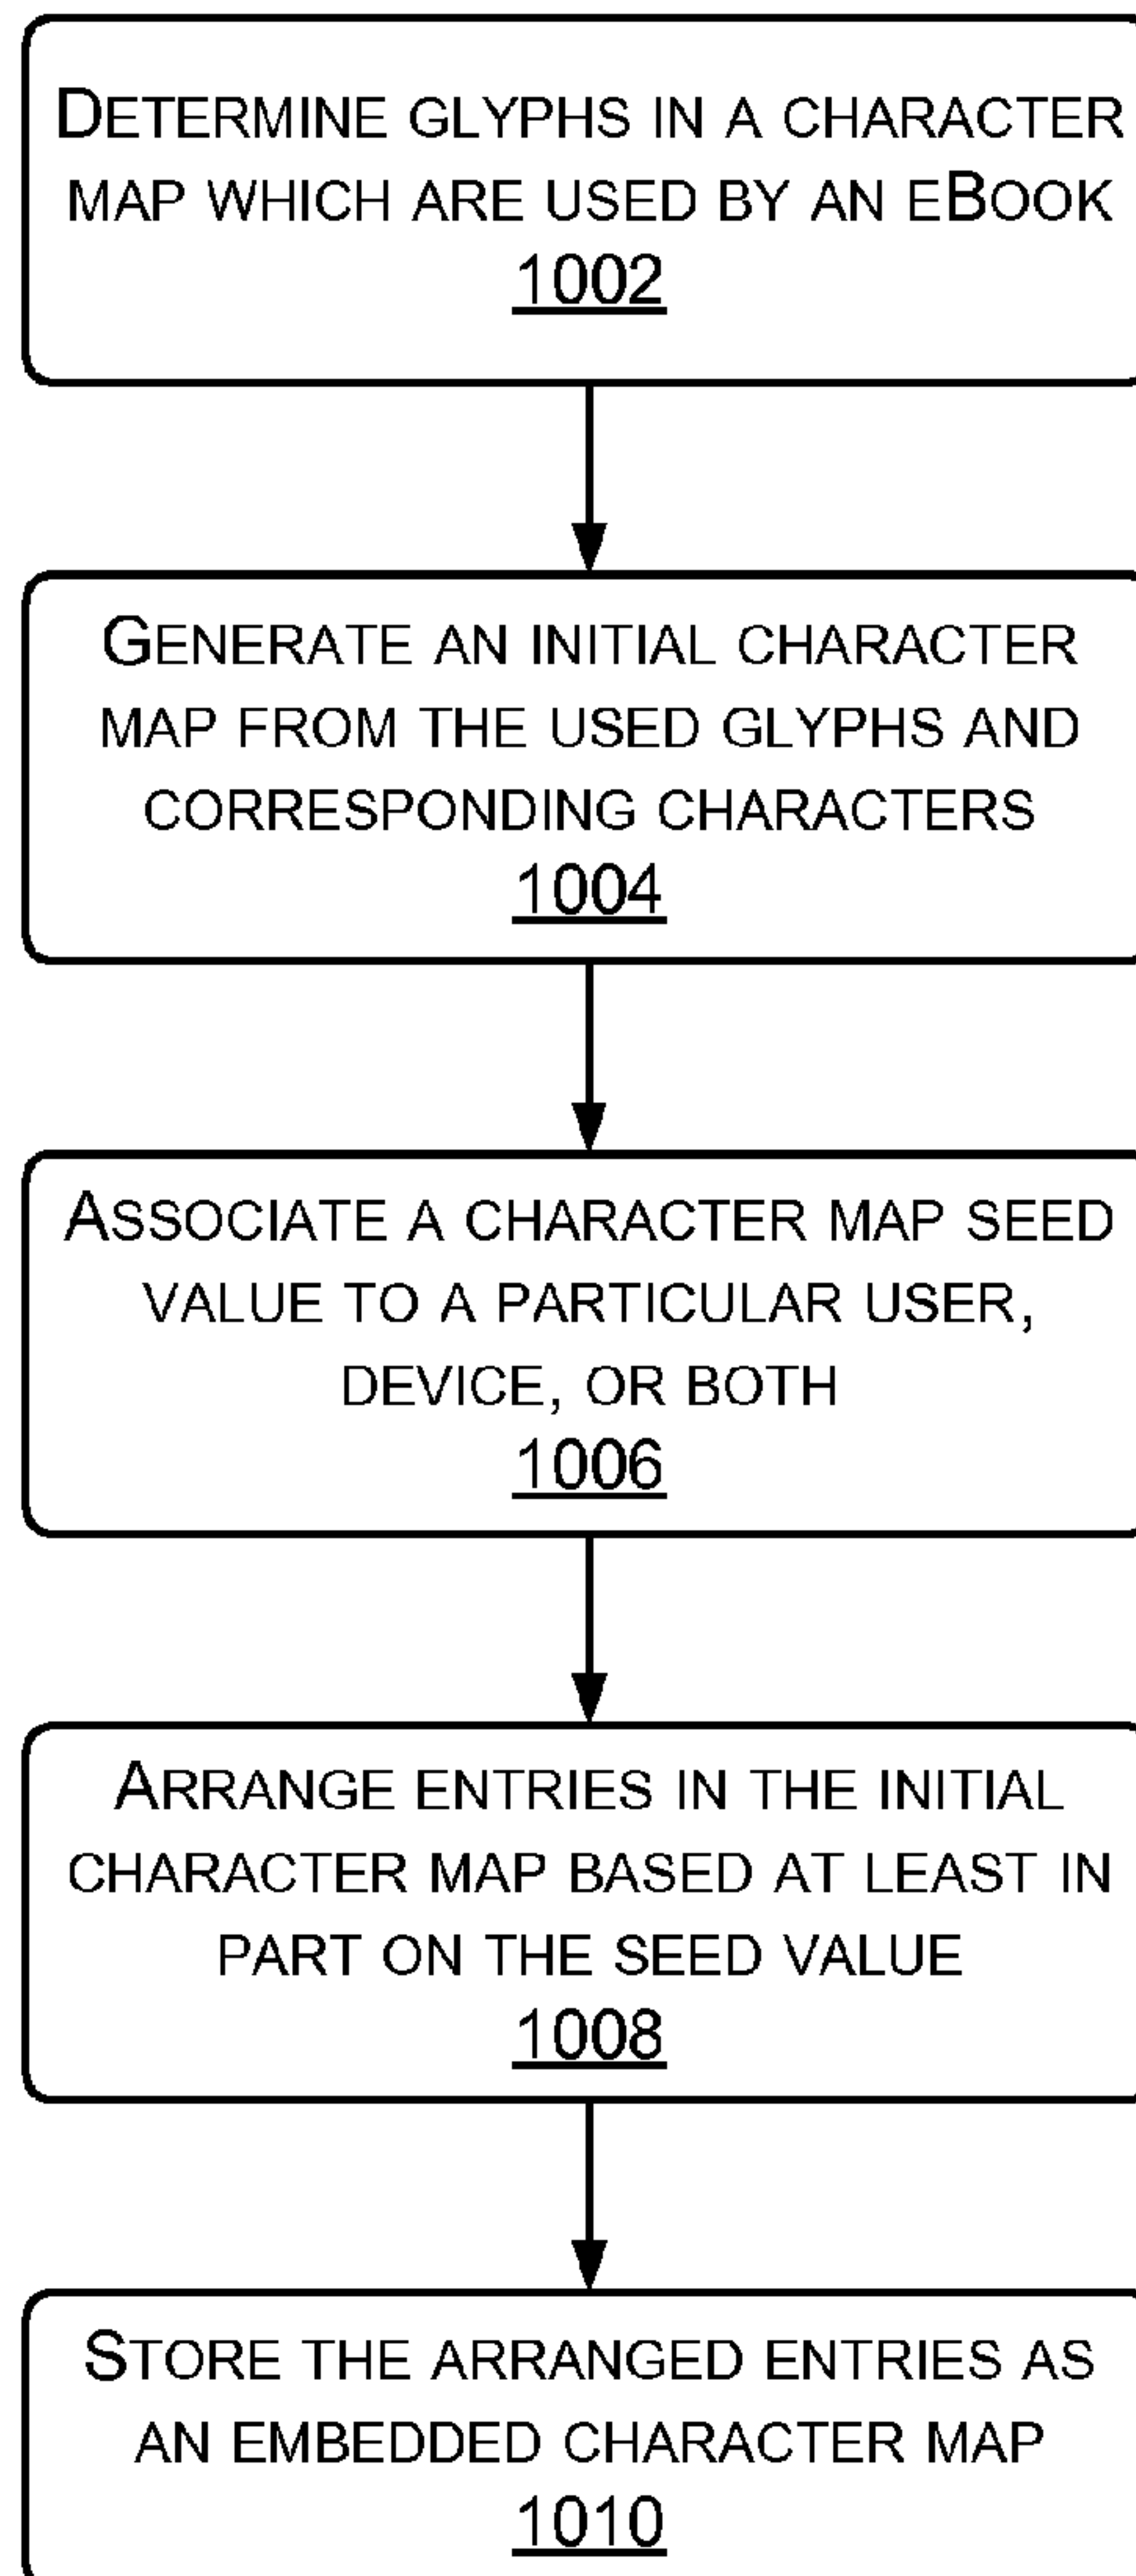 DETERMINE GLYPHS IN A CHARACTER
MAP WHICH ARE USED BY AN EBOOK
1002
GENERATE AN INITIAL CHARACTER
MAP FROM THE USED GLYPHS AND
CORRESPONDING CHARACTERS
1004
ASSOCIATE A CHARACTER MAP SEED
VALUE TO A PARTICULAR USER,
DEVICE, OR BOTH
1006
ARRANGE ENTRIES IN THE INITIAL
CHARACTER MAP BASED AT LEAST IN
PART ON THE SEED VALUE
1008
STORE THE ARRANGED ENTRIES AS
AN EMBEDDED CHARACTER MAP
1010